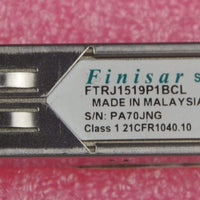 Finisar S
FTRJ1519P1BCL
MADE IN MALAYSIA
S/N: PA70JNG
Class 1 21CFR1040.10